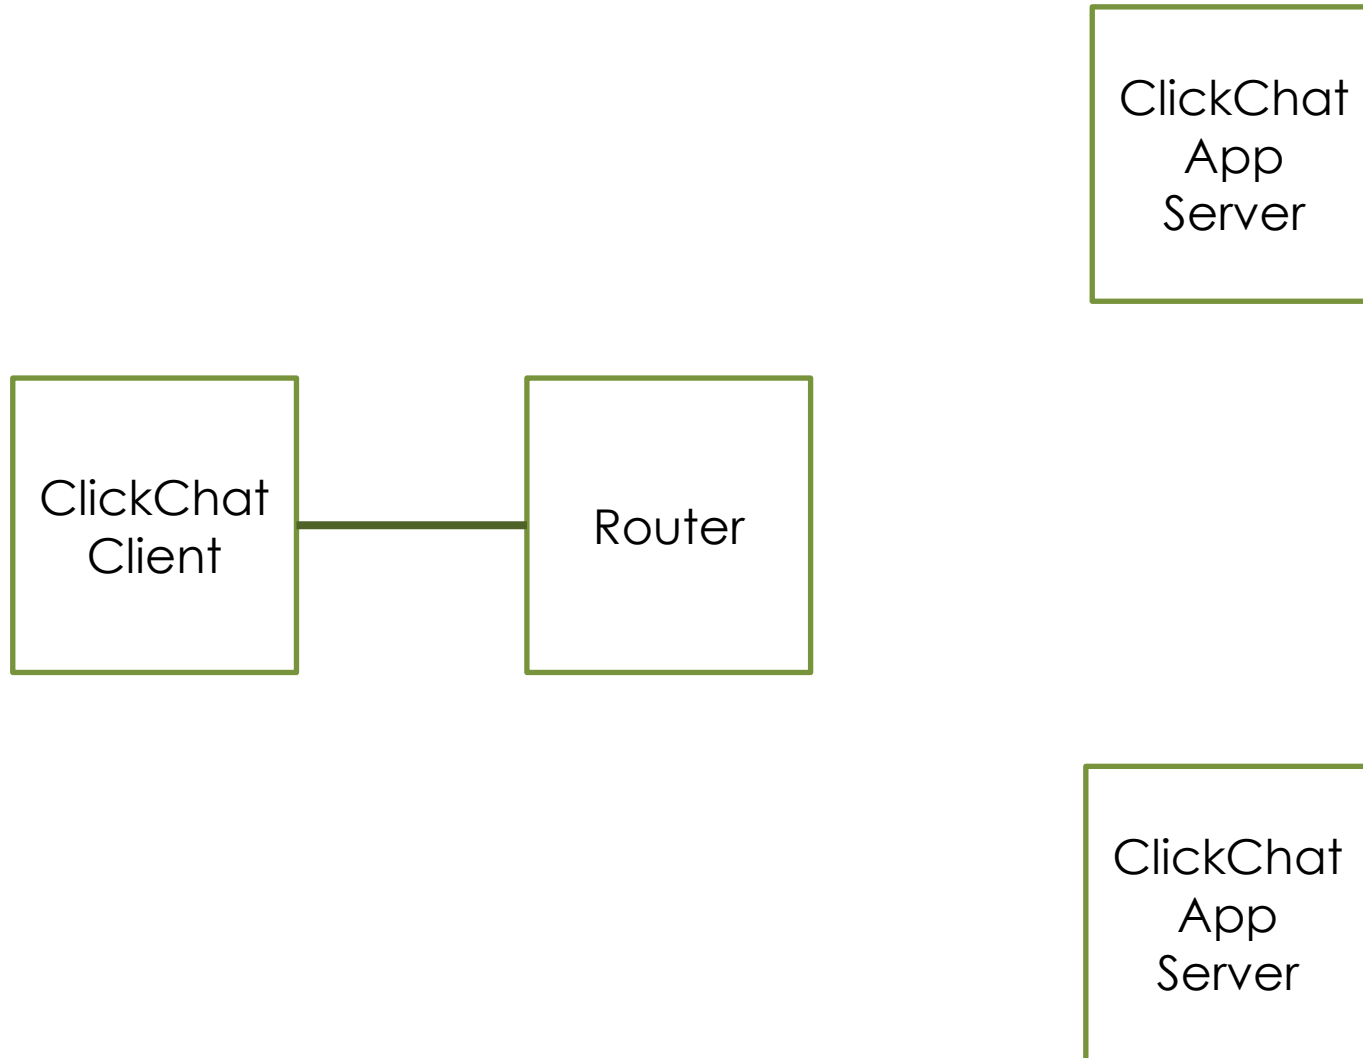 ClickChat
App
Server
ClickChat
Client
Router
ClickChat
App
Server